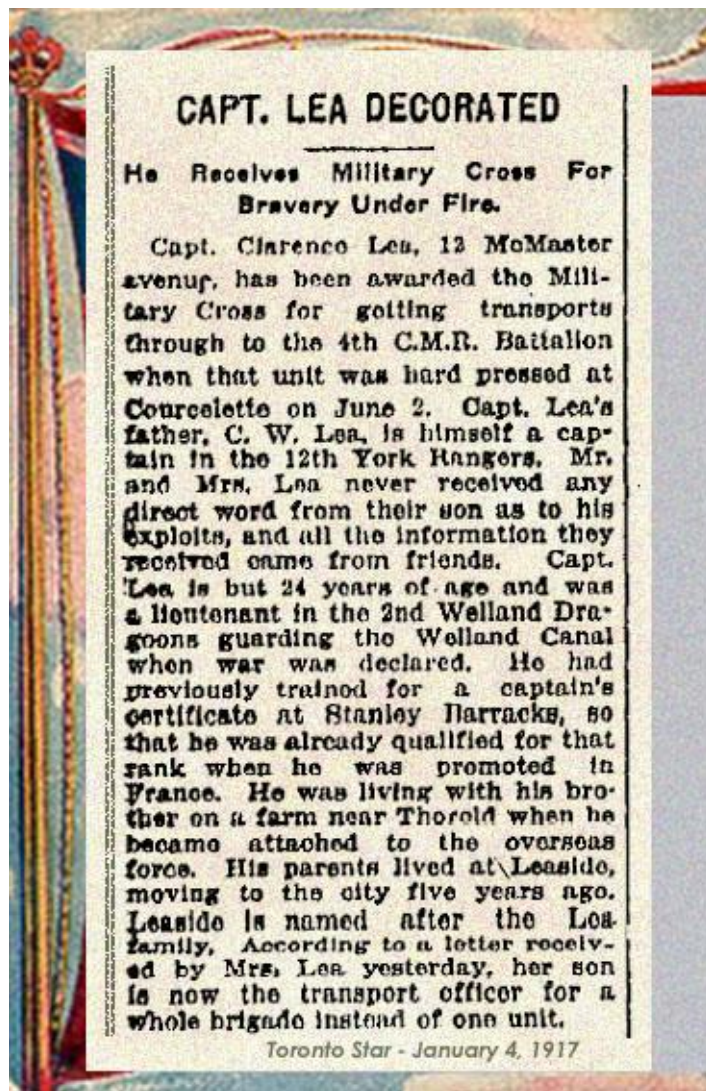 CAPT. LEA DECORATED
He Receives Military Cross For
Bravery Under Fire.
Capt. Clarence Lea, 12 McMaster
avenue, has been awarded the Mili-
tary Cross for getting transports
through to the 4th C.M.R. Battalion
when that unit was hard pressed at
Courcelette on June 2. Capt. Lea's
father, C. W. Lea, is himself a cap-
tain in the 12th York Rangers. Mr.
and Mrs. Lea never received any
direct word from their son as to his
exploits, and all the information they
received came from friends. Capt.
Lea is but 24 years of age and was
a lieutenant in the 2nd Welland Dra-
goons guarding the Welland Canal
when war was declared. He had
previously trained for a captain's
certificate at Stanley Barracks, so
that he was already qualified for that
rank when he was promoted in
France. He was living with his bro-
ther on a farm near Thorold when he
became attached to the overseas
force. His parents lived at Leaside,
moving to the city five years ago.
Leaside is named after the Lea
family. According to a letter receiv-
ed by Mrs. Lea yesterday, her son
is now the transport officer for a
whole brigade instead of one unit.
Toronto Star - January 4, 1917